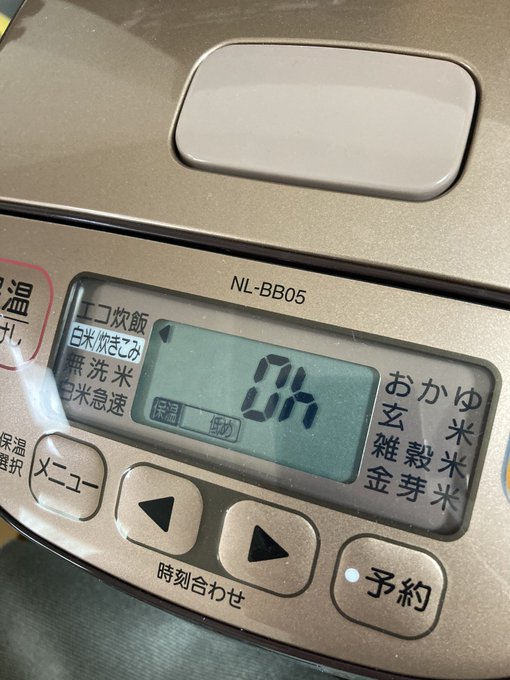 NL-BB05
保温
エコ炊飯
白米/炊きこみ
無洗米
白米急速
0h
保温 低め
おかゆ
玄米
雑穀米
金芽米
保温
選択
メニュー
時刻合わせ
予約